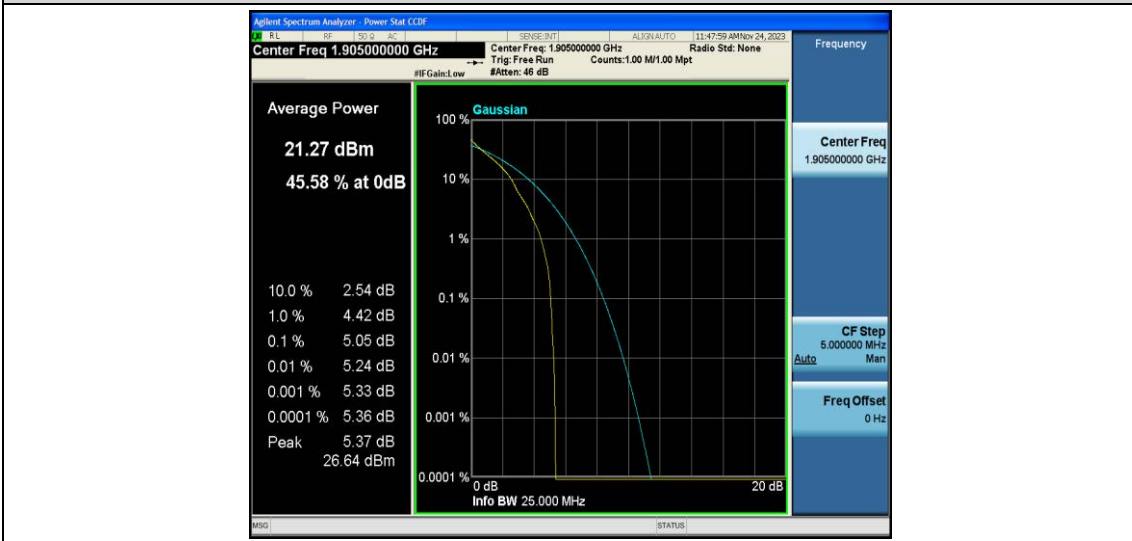 Agilent Spectrum Analyzer - Power Stat CCDF
RL RF 50 Ω AC SENSE:INT ALIGNAUTO 11:47:59 AMNov 24, 2023
Center Freq 1.905000000 GHz
Center Freq: 1.905000000 GHz Radio Std: None
Trig: Free Run Counts:1.00 M/1.00 Mpt
#IFGain:Low #Atten: 46 dB
Frequency
Average Power
21.27 dBm
45.58 % at 0dB
10.0 % 2.54 dB
1.0 % 4.42 dB
0.1 % 5.05 dB
0.01 % 5.24 dB
0.001 % 5.33 dB
0.0001 % 5.36 dB
Peak 5.37 dB
26.64 dBm
Gaussian
100 %
10 %
1 %
0.1 %
0.01 %
0.001 %
0.0001 %
0 dB 20 dB
Info BW 25.000 MHz
Center Freq
1.905000000 GHz
CF Step
5.000000 MHz
Auto Man
Freq Offset
0 Hz
MSG STATUS